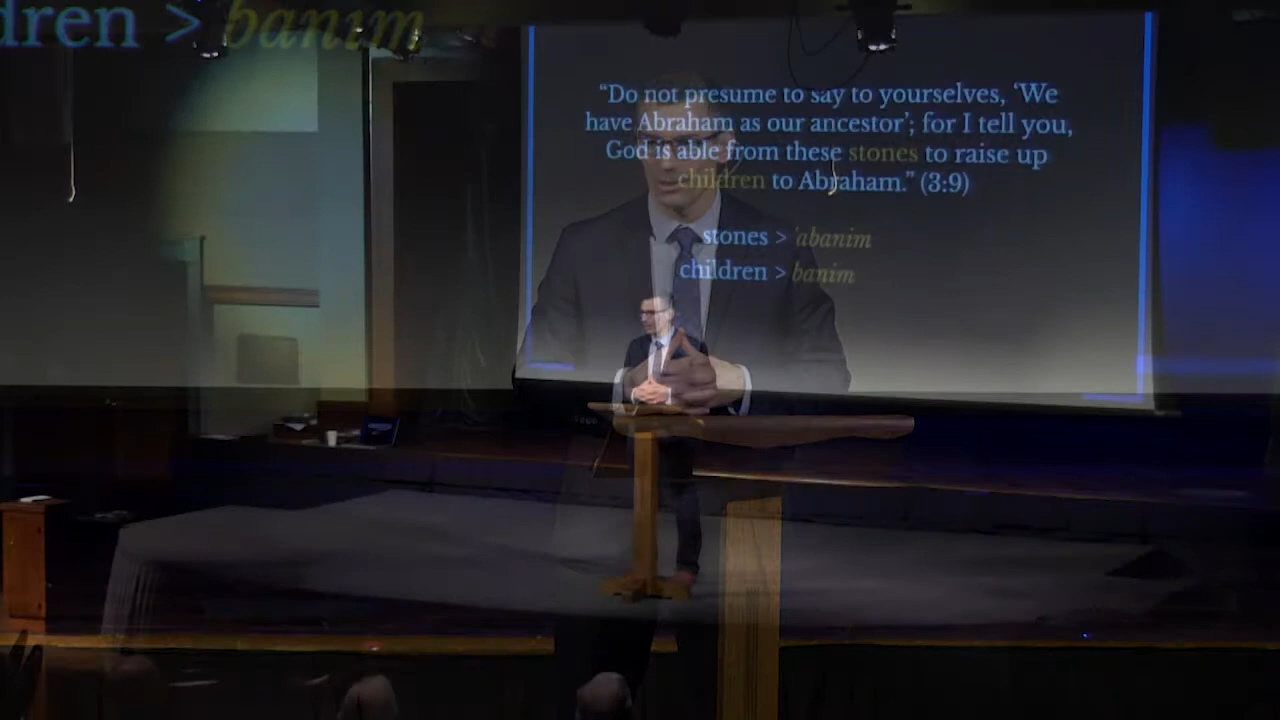 dren > banim
“Do not presume to say to yourselves, ‘We
have Abraham as our ancestor’; for I tell you,
God is able from these stones to raise up
children to Abraham.” (3:9)
stones > ’abanim
children > banim